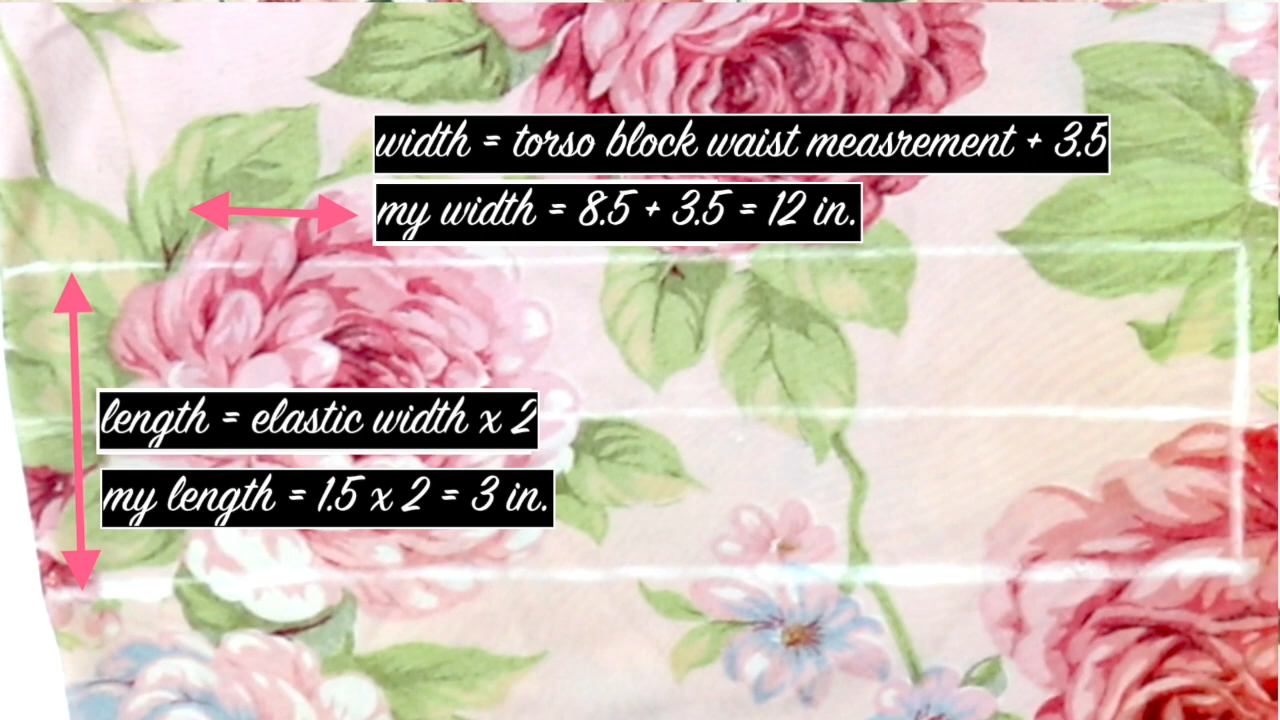 width = torso block waist measrement + 3.5
my width = 8.5 + 3.5 = 12 in.
length = elastic width x 2
my length = 1.5 x 2 = 3 in.